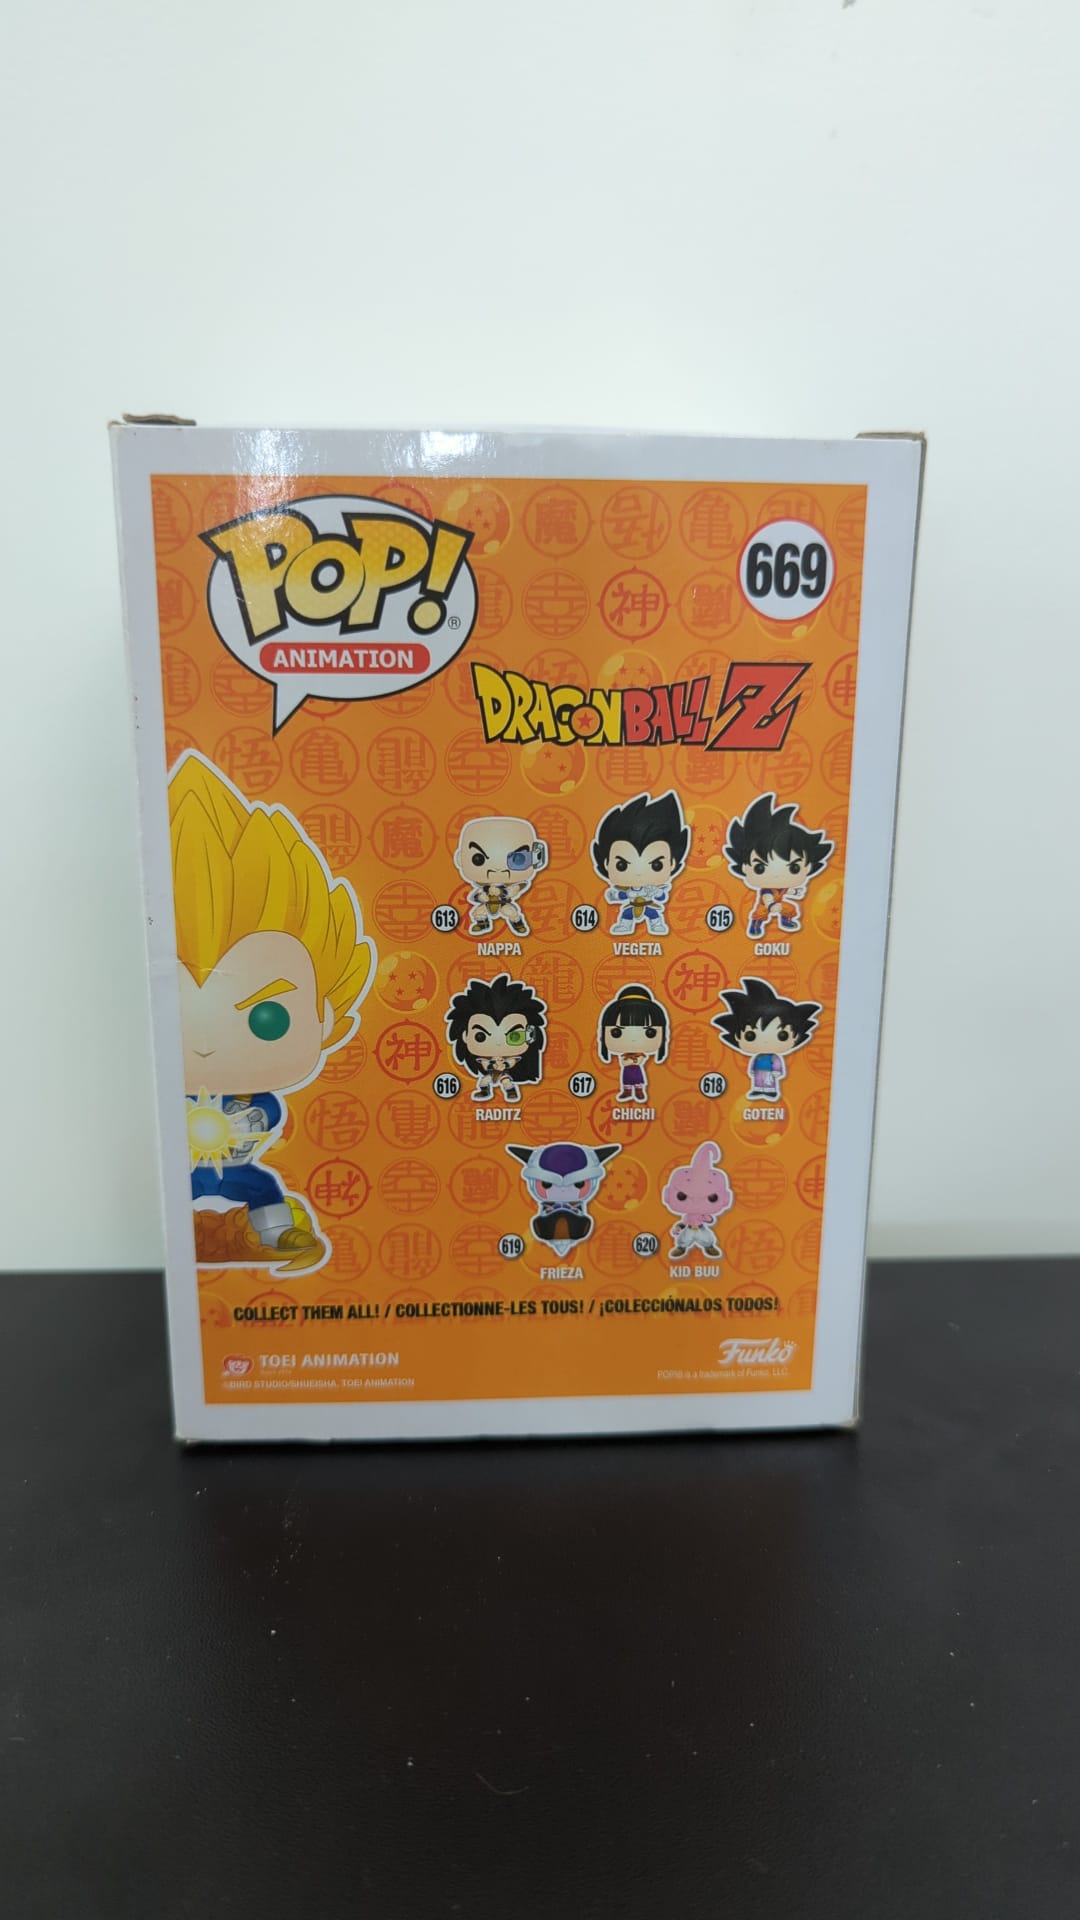 POP!®
ANIMATION
669
DRAGONBALL Z
613 NAPPA
614 VEGETA
615 GOKU
616 RADITZ
617 CHICHI
618 GOTEN
619 FRIEZA
620 KID BUU
COLLECT THEM ALL! / COLLECTIONNE-LES TOUS! / ¡COLECCIÓNALOS TODOS!
TOEI ANIMATION
©BIRD STUDIO/SHUEISHA, TOEI ANIMATION
Funko
POP!® is a trademark of Funko, LLC.